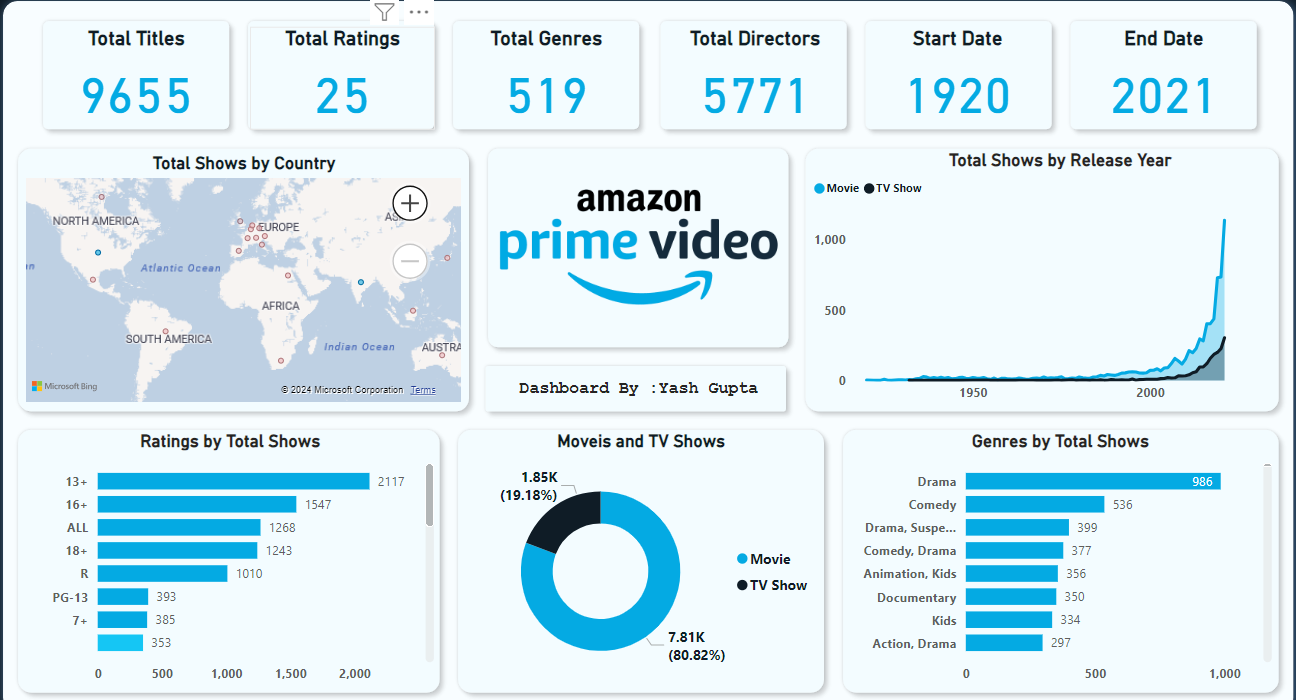 Total Titles
9655
Total Ratings
25
Total Genres
519
Total Directors
5771
Start Date
1920
End Date
2021
Total Shows by Country
NORTH AMERICA
EUROPE
AS
Atlantic Ocean
an
AFRICA
SOUTH AMERICA
Indian Ocean
AUSTRA
Microsoft Bing
© 2024 Microsoft Corporation Terms
amazon
prime video
Dashboard By :Yash Gupta
Total Shows by Release Year
Movie TV Show
1,000
500
0
1950 2000
Ratings by Total Shows
13+ 2117
16+ 1547
ALL 1268
18+ 1243
R 1010
PG-13 393
7+ 385
353
0 500 1,000 1,500 2,000
Moveis and TV Shows
1.85K
(19.18%)
Movie
TV Show
7.81K
(80.82%)
Genres by Total Shows
Drama 986
Comedy 536
Drama, Suspe... 399
Comedy, Drama 377
Animation, Kids 356
Documentary 350
Kids 334
Action, Drama 297
0 500 1,000